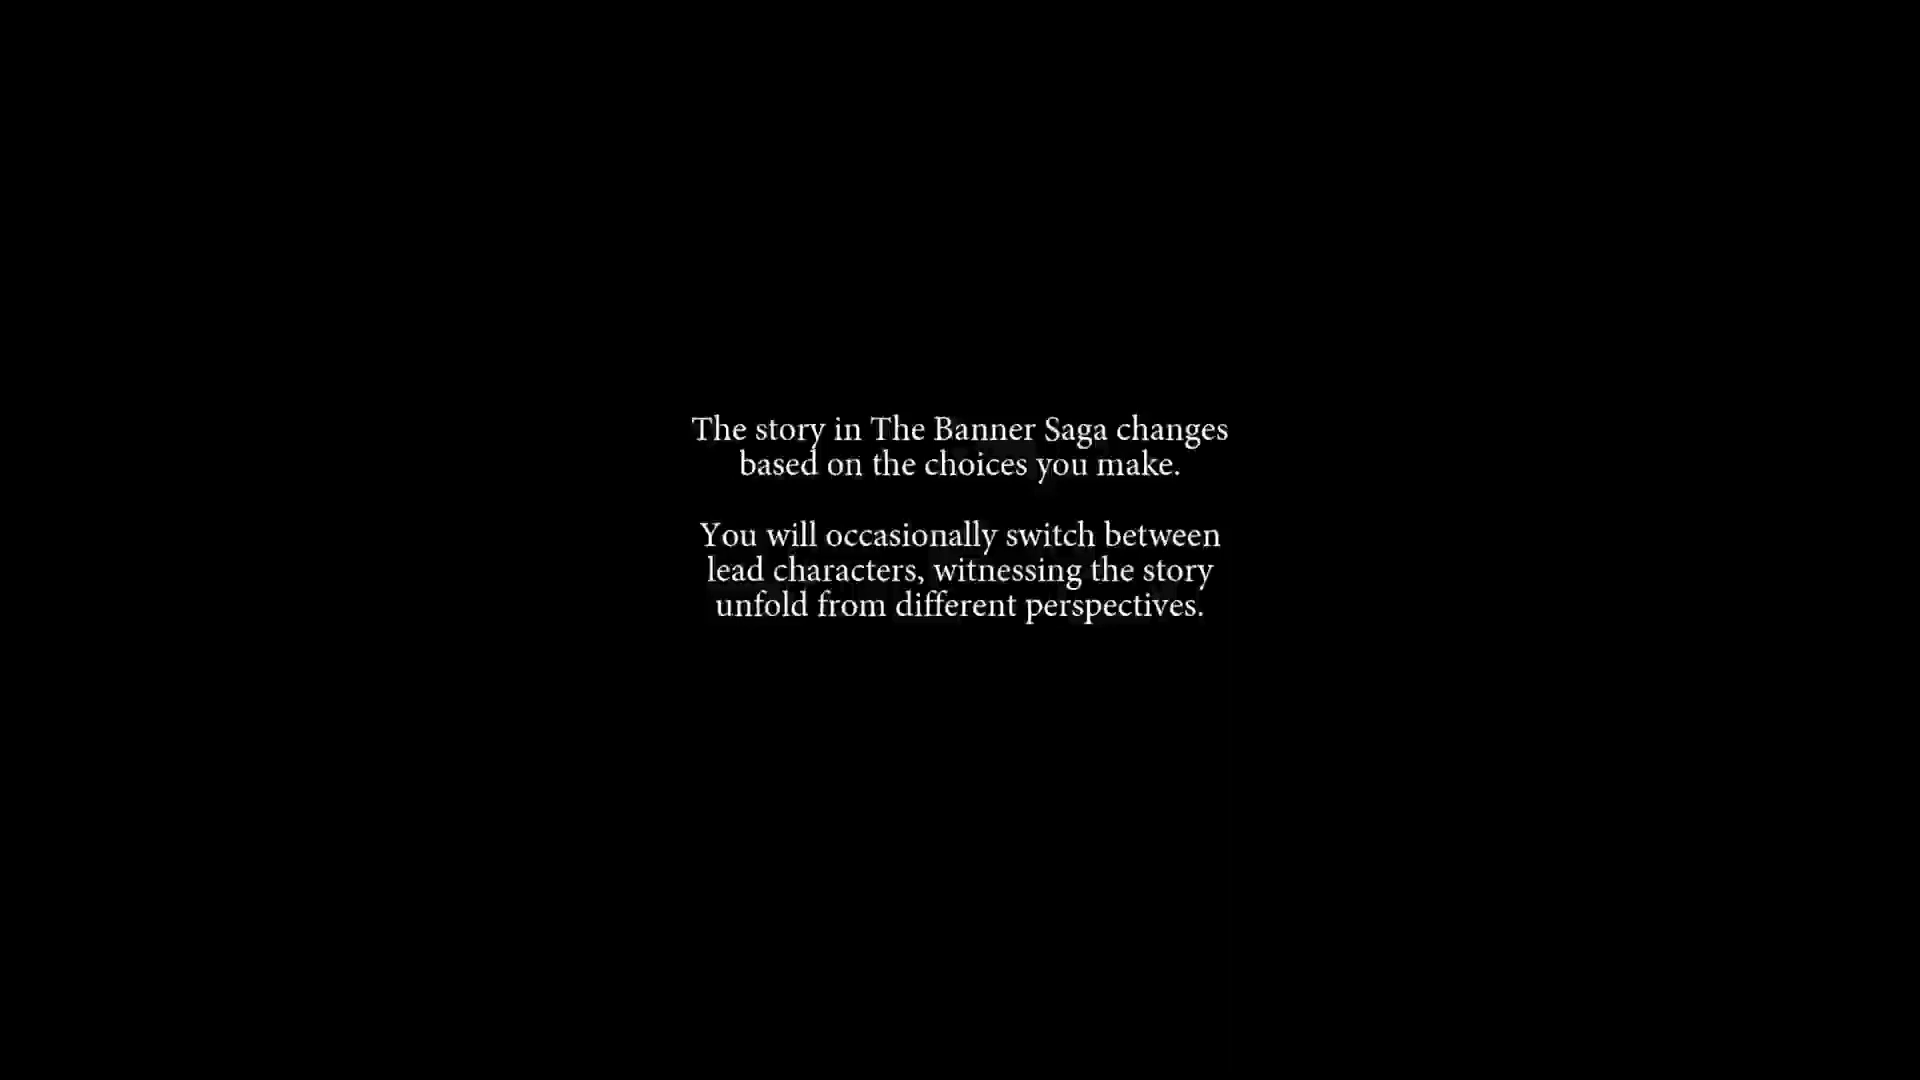 The story in The Banner Saga changes
based on the choices you make.
You will occasionally switch between
lead characters, witnessing the story
unfold from different perspectives.